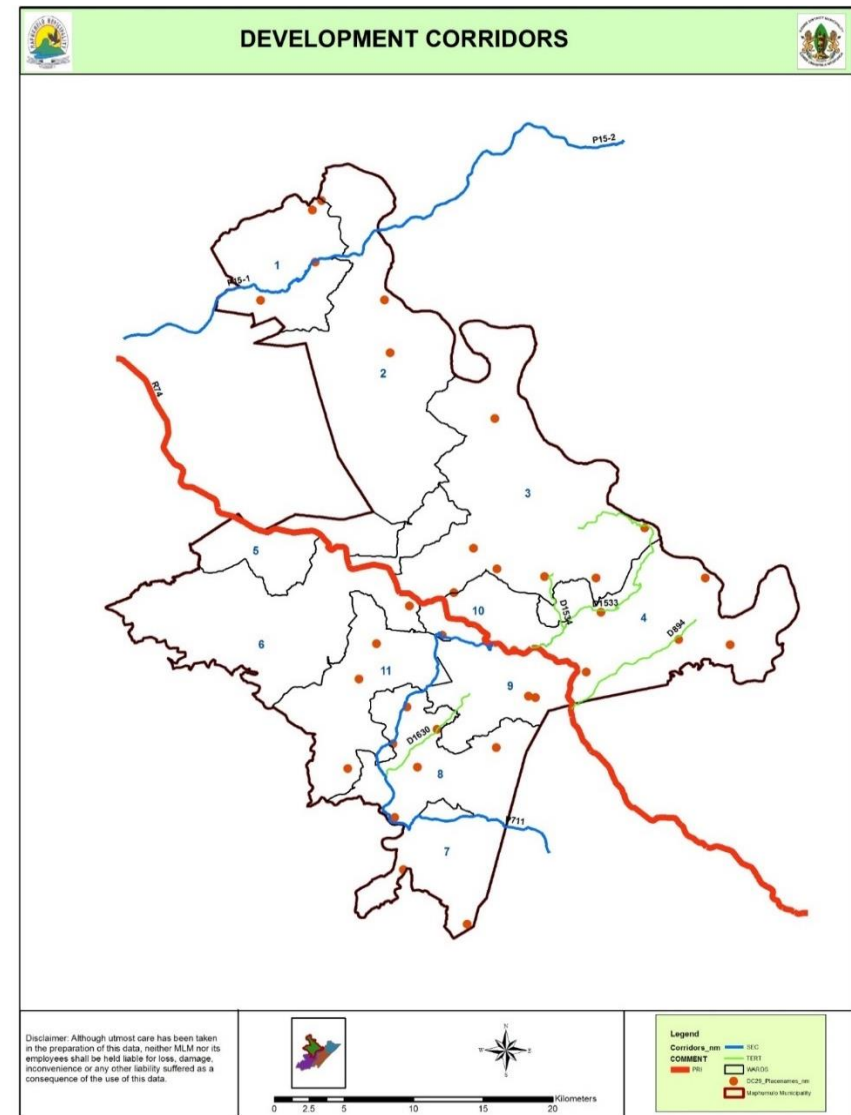 DEVELOPMENT CORRIDORS
P15-2
1
P15-1
2
R74
3
5
10
D1534
4
D894
6
11
9
D1630
8
P711
7
Disclaimer: Although utmost care has been taken
in the preparation of this data, neither MLM nor its
employees shall be held liable for loss, damage,
inconvenience or any other liability suffered as a
consequence of the use of this data.
N
W
E
S
0 2.5 5 10 15 20
Kilometers
Legend
Corridors_nm
COMMENT
PRI
SEC
TERT
WARDS
DC29_Placenames_nm
Maphumulo Municipality